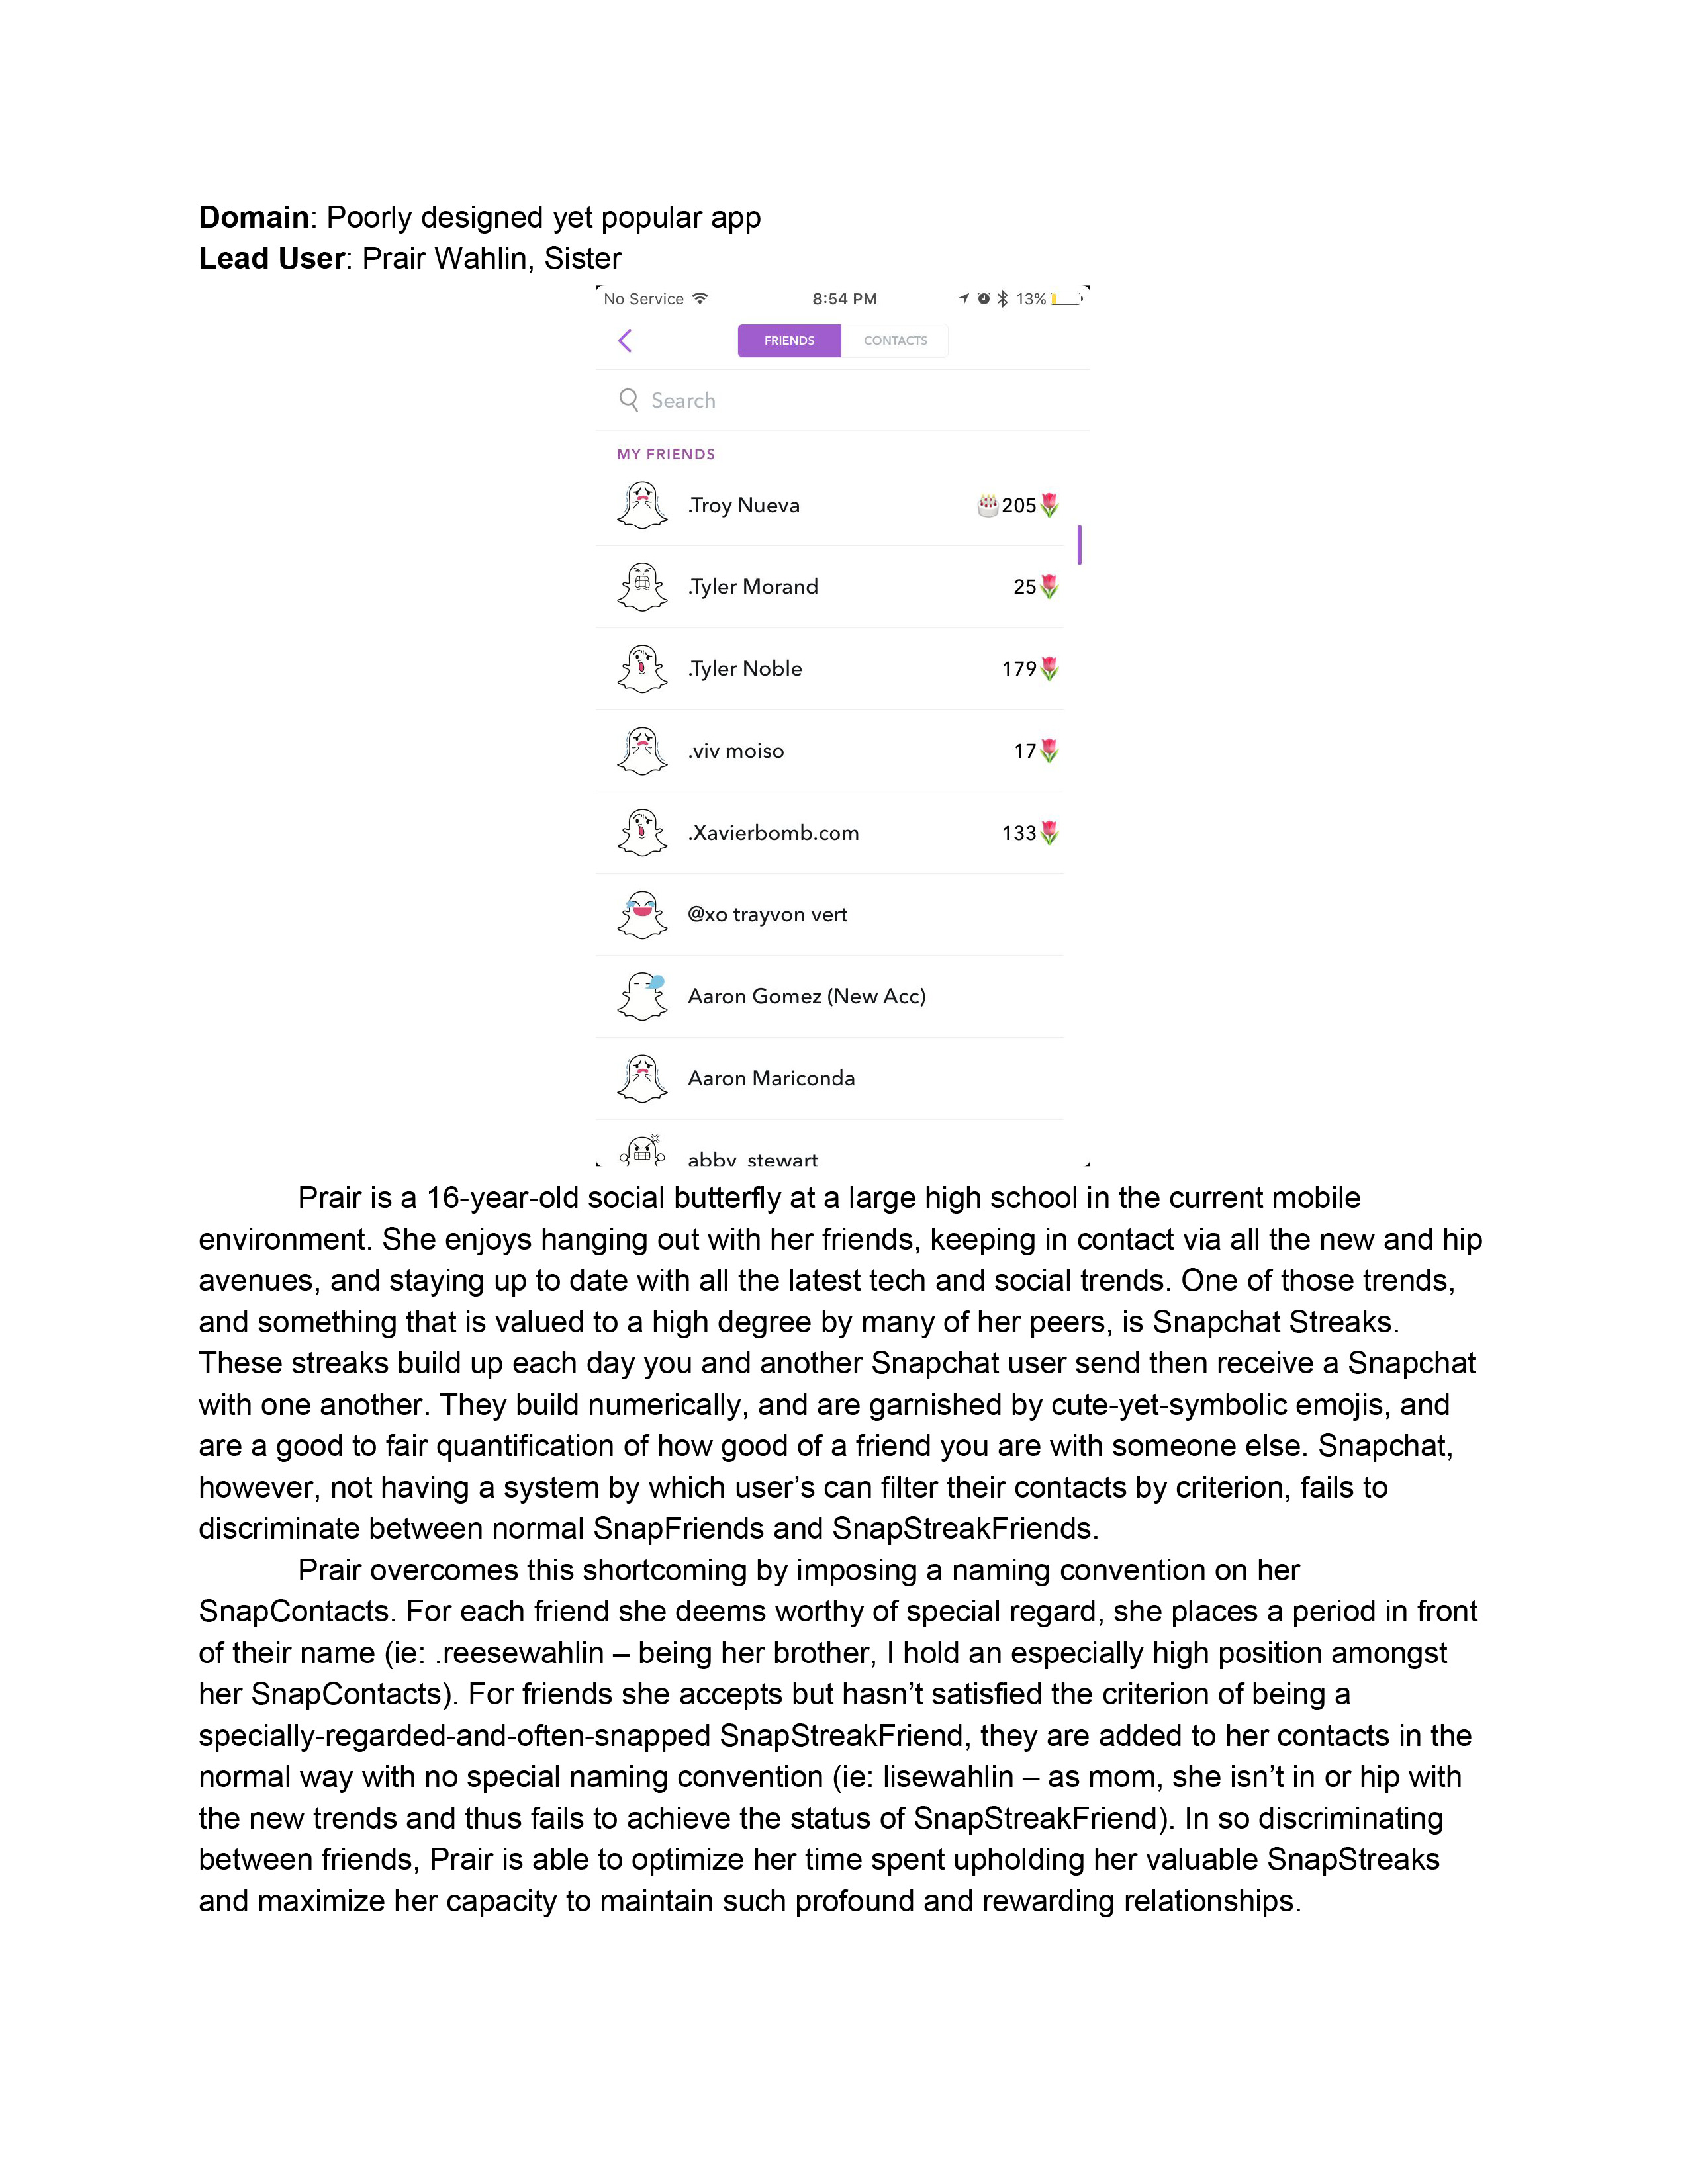 Domain: Poorly designed yet popular app
Lead User: Prair Wahlin, Sister
No Service 8:54 PM 13%
FRIENDS CONTACTS
Search
MY FRIENDS
.Troy Nueva 🎂205🌷
.Tyler Morand 25🌷
.Tyler Noble 179🌷
.viv moiso 17🌷
.Xavierbomb.com 133🌷
@xo trayvon vert
Aaron Gomez (New Acc)
Aaron Mariconda
abby_stewart
Prair is a 16-year-old social butterfly at a large high school in the current mobile
environment. She enjoys hanging out with her friends, keeping in contact via all the new and hip
avenues, and staying up to date with all the latest tech and social trends. One of those trends,
and something that is valued to a high degree by many of her peers, is Snapchat Streaks.
These streaks build up each day you and another Snapchat user send then receive a Snapchat
with one another. They build numerically, and are garnished by cute-yet-symbolic emojis, and
are a good to fair quantification of how good of a friend you are with someone else. Snapchat,
however, not having a system by which user’s can filter their contacts by criterion, fails to
discriminate between normal SnapFriends and SnapStreakFriends.
Prair overcomes this shortcoming by imposing a naming convention on her
SnapContacts. For each friend she deems worthy of special regard, she places a period in front
of their name (ie: .reesewahlin – being her brother, I hold an especially high position amongst
her SnapContacts). For friends she accepts but hasn’t satisfied the criterion of being a
specially-regarded-and-often-snapped SnapStreakFriend, they are added to her contacts in the
normal way with no special naming convention (ie: lisewahlin – as mom, she isn’t in or hip with
the new trends and thus fails to achieve the status of SnapStreakFriend). In so discriminating
between friends, Prair is able to optimize her time spent upholding her valuable SnapStreaks
and maximize her capacity to maintain such profound and rewarding relationships.